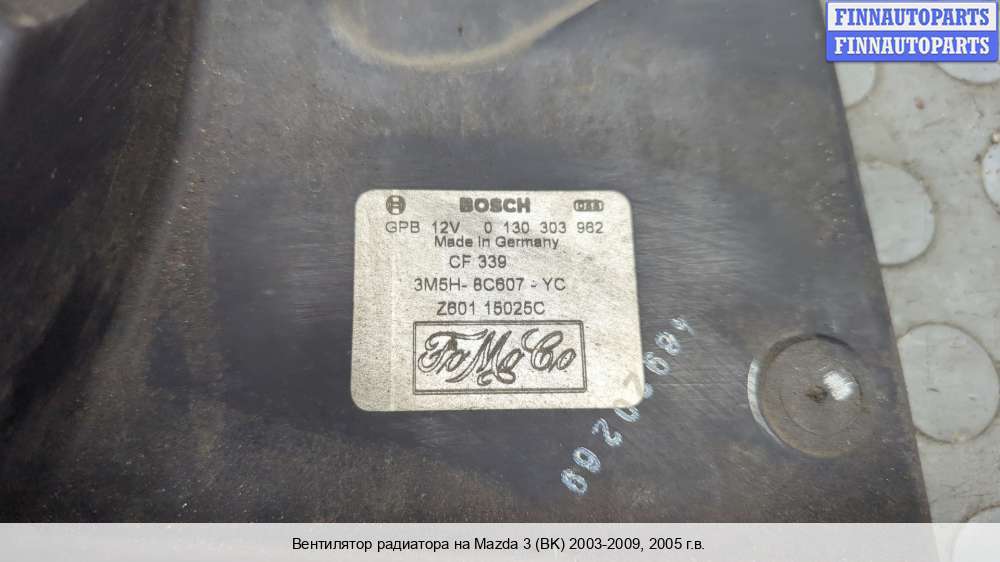 FINNAUTOPARTS
FINNAUTOPARTS
BOSCH
GPB 12V 0 130 303 962
Made in Germany
CF 339
3M5H- 8C607 - YC
Z601 15025C
FoMoCo
Вентилятор радиатора на Mazda 3 (BK) 2003-2009, 2005 г.в.